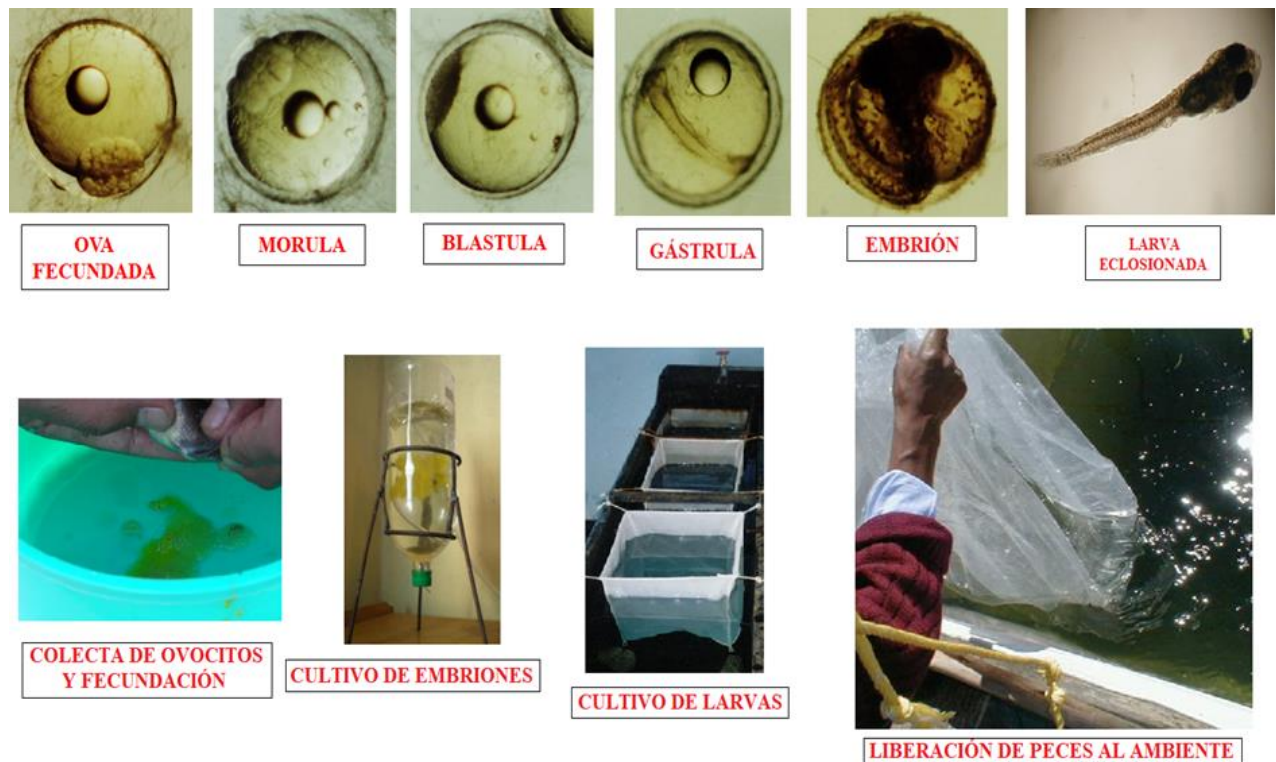 OVA
FECUNDADA
MORULA
BLASTULA
GÁSTRULA
EMBRIÓN
LARVA
ECLOSIONADA
COLECTA DE OVOCITOS
Y FECUNDACIÓN
CULTIVO DE EMBRIONES
CULTIVO DE LARVAS
LIBERACIÓN DE PECES AL AMBIENTE